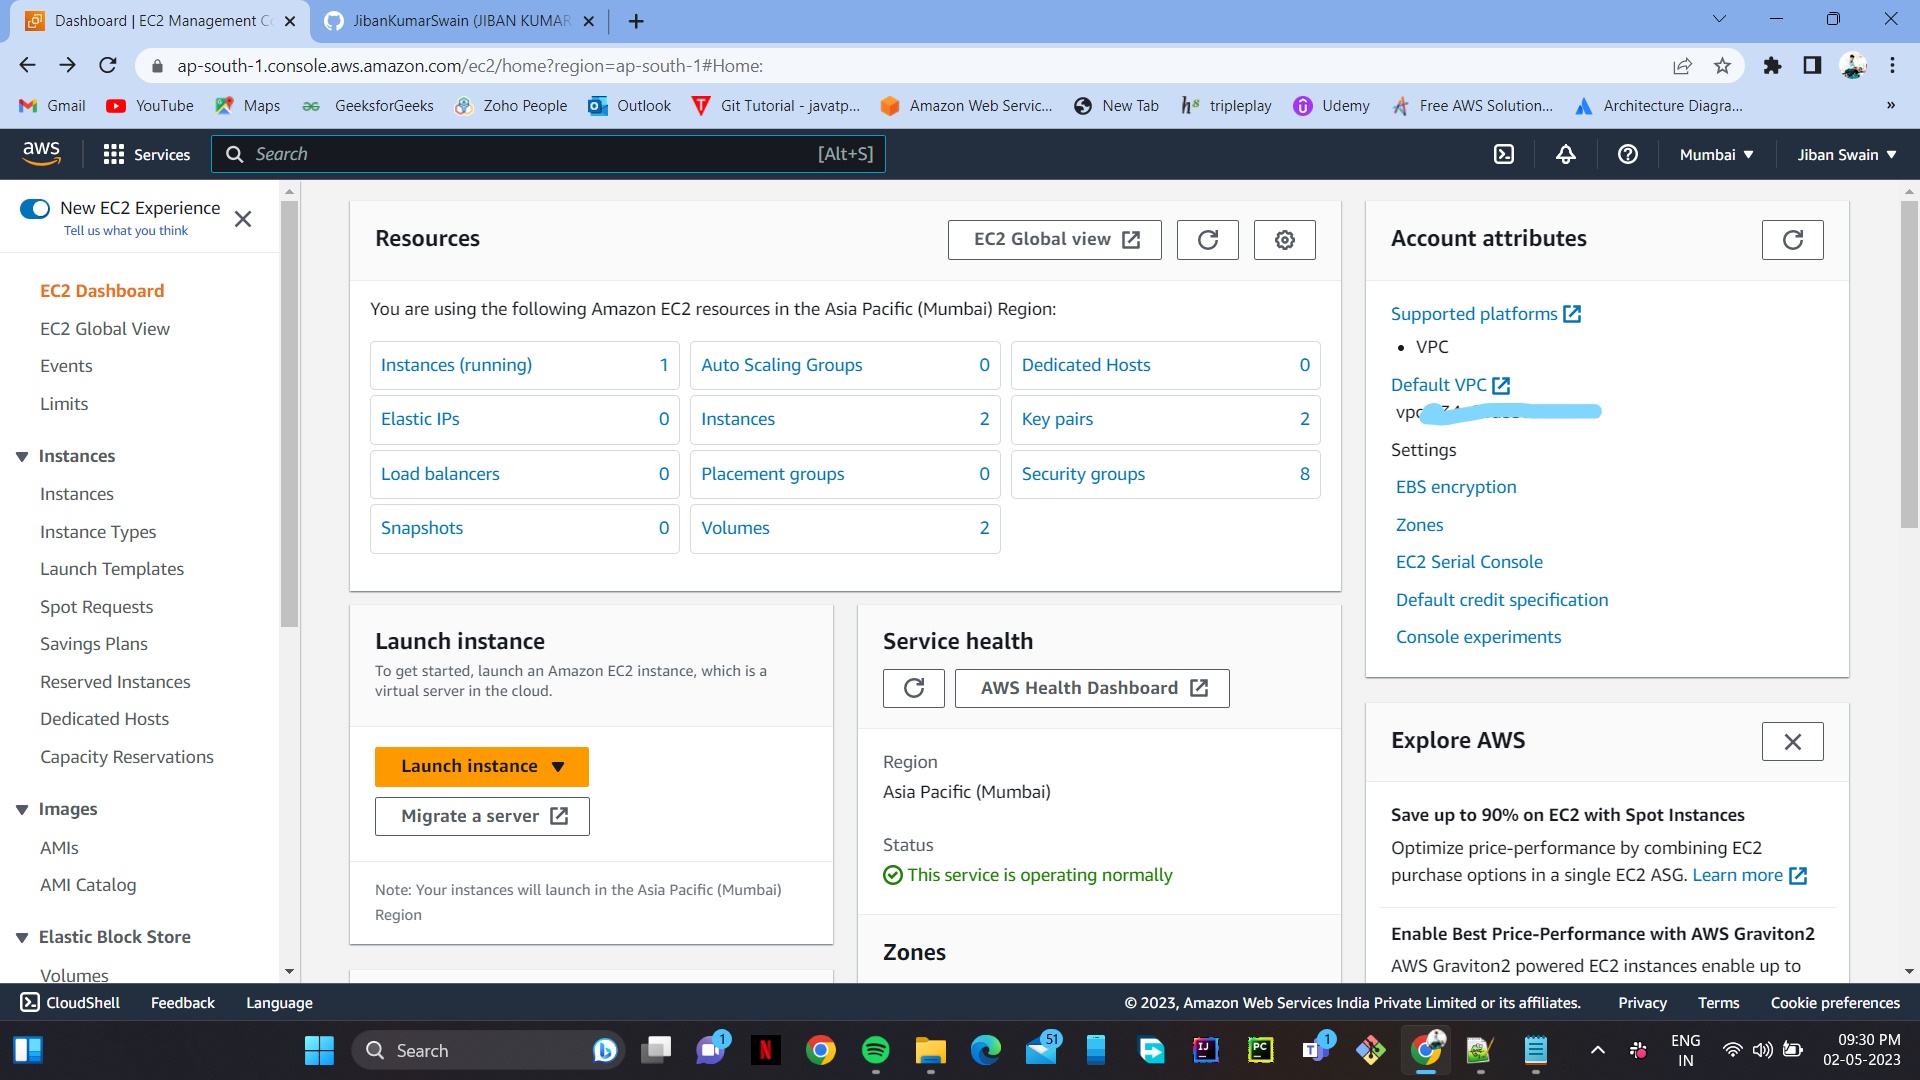 Dashboard | EC2 Management Co
JibanKumarSwain (JIBAN KUMAR
ap-south-1.console.aws.amazon.com/ec2/home?region=ap-south-1#Home:
Gmail YouTube Maps GeeksforGeeks Zoho People Outlook Git Tutorial - javatp... Amazon Web Servic... New Tab tripleplay Udemy Free AWS Solution... Architecture Diagra... »
aws Services Search [Alt+S] Mumbai Jiban Swain
New EC2 Experience
Tell us what you think
EC2 Dashboard
EC2 Global View
Events
Limits
Instances
Instances
Instance Types
Launch Templates
Spot Requests
Savings Plans
Reserved Instances
Dedicated Hosts
Capacity Reservations
Images
AMIs
AMI Catalog
Elastic Block Store
Volumes
Resources
EC2 Global view
You are using the following Amazon EC2 resources in the Asia Pacific (Mumbai) Region:
Instances (running) 1 Auto Scaling Groups 0 Dedicated Hosts 0
Elastic IPs 0 Instances 2 Key pairs 2
Load balancers 0 Placement groups 0 Security groups 8
Snapshots 0 Volumes 2
Launch instance
To get started, launch an Amazon EC2 instance, which is a
virtual server in the cloud.
Launch instance
Migrate a server
Note: Your instances will launch in the Asia Pacific (Mumbai)
Region
Service health
AWS Health Dashboard
Region
Asia Pacific (Mumbai)
Status
This service is operating normally
Zones
Account attributes
Supported platforms
• VPC
Default VPC
vpc
Settings
EBS encryption
Zones
EC2 Serial Console
Default credit specification
Console experiments
Explore AWS
Save up to 90% on EC2 with Spot Instances
Optimize price-performance by combining EC2
purchase options in a single EC2 ASG. Learn more
Enable Best Price-Performance with AWS Graviton2
AWS Graviton2 powered EC2 instances enable up to
CloudShell Feedback Language © 2023, Amazon Web Services India Private Limited or its affiliates. Privacy Terms Cookie preferences
Search
1
N
51
IJ
PC
T
1
ENG
IN
09:30 PM
02-05-2023